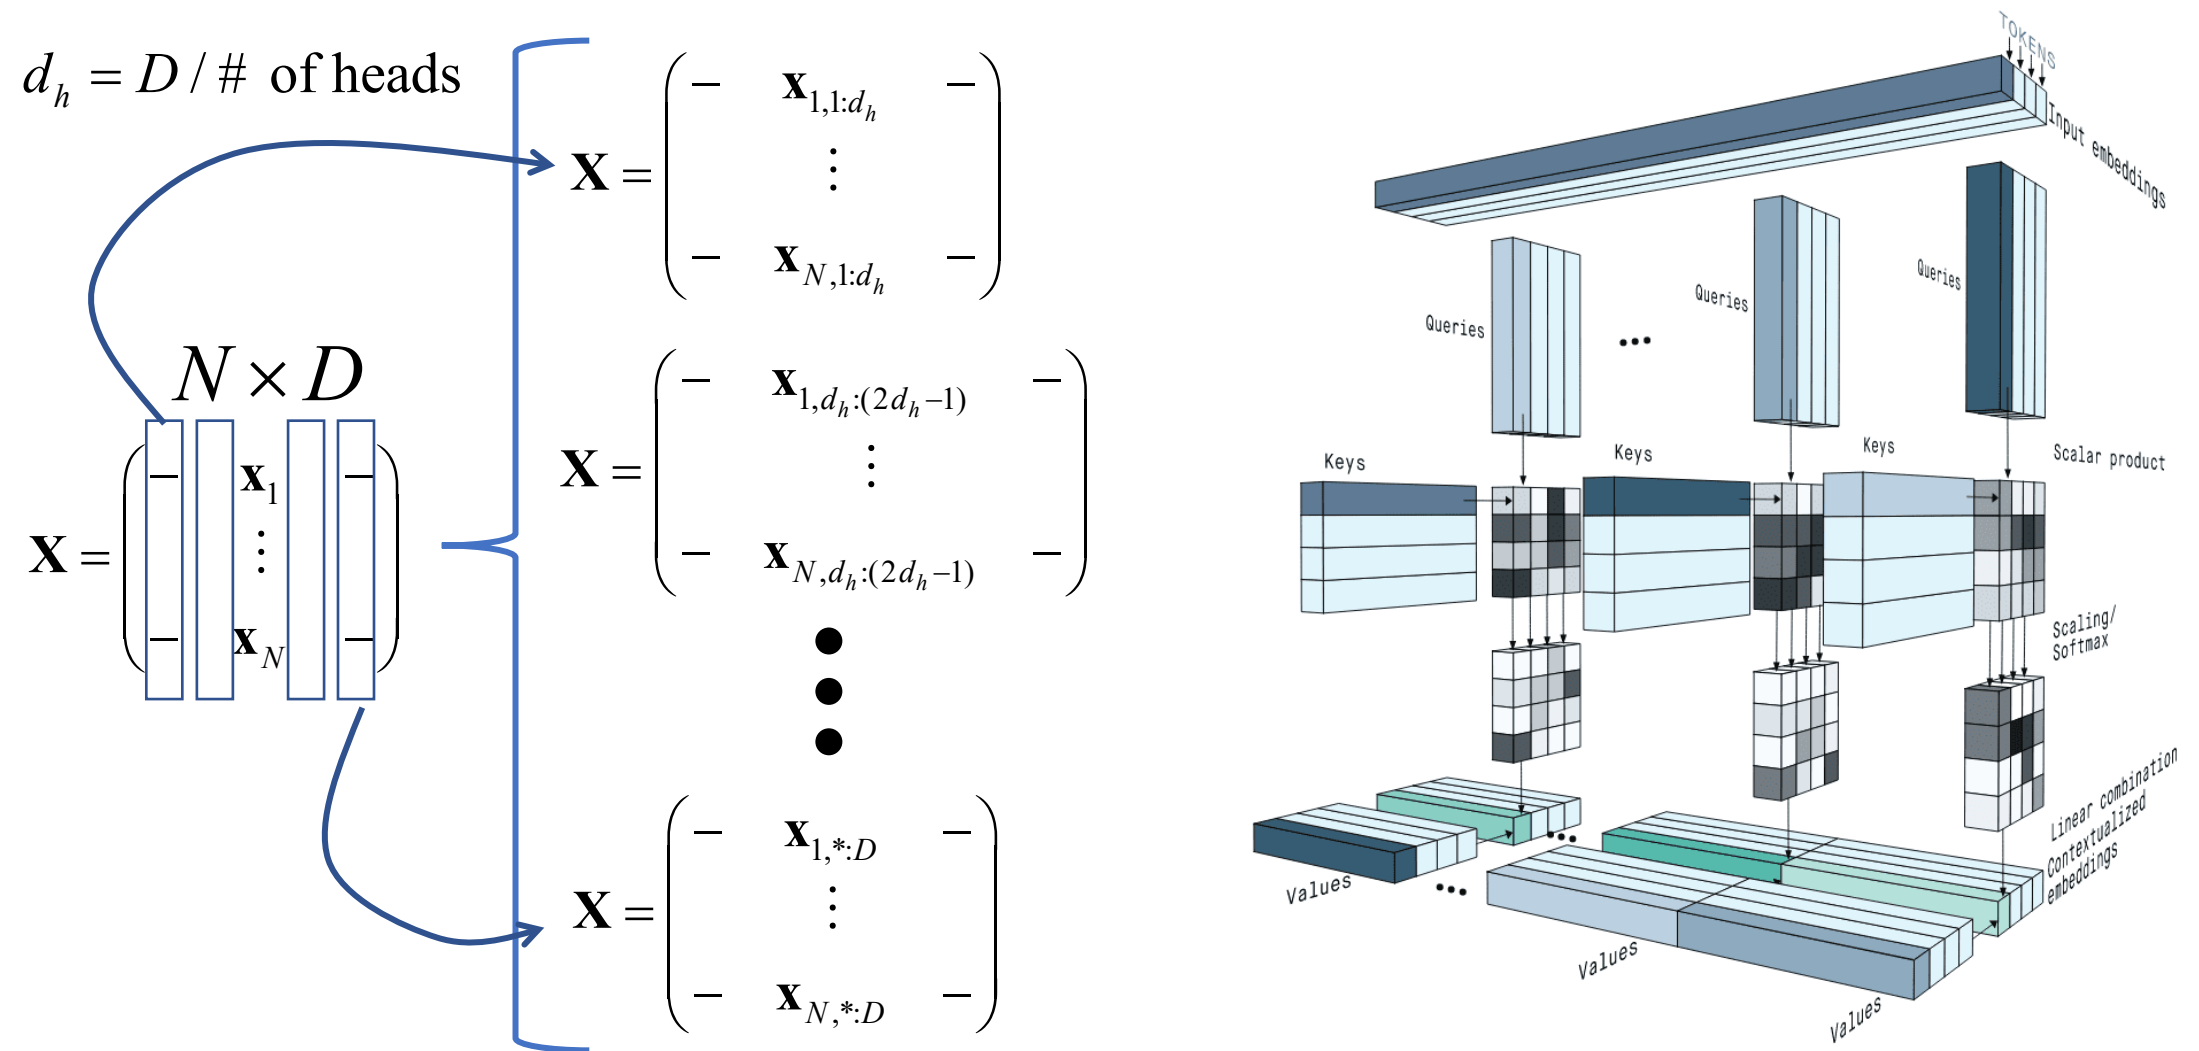 d_h = D / # of heads
N × D
X = ( — x_1 — ⋮ — x_N — )
X = ( — x_{1,1:d_h} — ⋮ — x_{N,1:d_h} — )
X = ( — x_{1,d_h:(2d_h−1)} — ⋮ — x_{N,d_h:(2d_h−1)} — )
X = ( — x_{1,*:D} — ⋮ — x_{N,*:D} — )
TOKENS
Input embeddings
Queries
...
Queries
Queries
Keys
Keys
Keys
Scalar product
Scaling/
Softmax
Linear combination
Contextualized
embeddings
Values
...
...
Values
Values